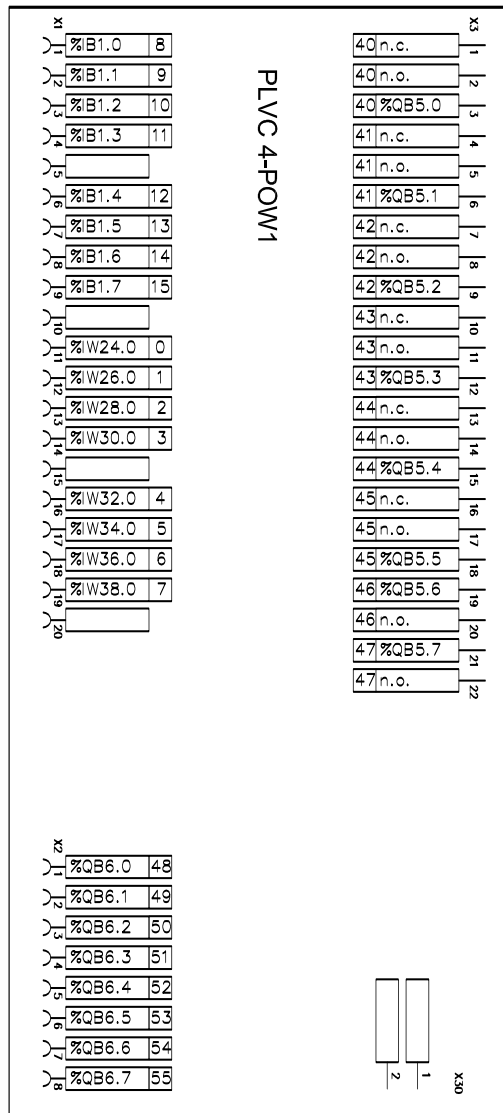 PLVC 4-POW1
X1
1 %IB1.0 8
2 %IB1.1 9
3 %IB1.2 10
4 %IB1.3 11
5
6 %IB1.4 12
7 %IB1.5 13
8 %IB1.6 14
9 %IB1.7 15
10
11 %IW24.0 0
12 %IW26.0 1
13 %IW28.0 2
14 %IW30.0 3
15
16 %IW32.0 4
17 %IW34.0 5
18 %IW36.0 6
19 %IW38.0 7
20
X3
40 n.c. 1
40 n.o. 2
40 %QB5.0 3
41 n.c. 4
41 n.o. 5
41 %QB5.1 6
42 n.c. 7
42 n.o. 8
42 %QB5.2 9
43 n.c. 10
43 n.o. 11
43 %QB5.3 12
44 n.c. 13
44 n.o. 14
44 %QB5.4 15
45 n.c. 16
45 n.o. 17
45 %QB5.5 18
46 %QB5.6 19
46 n.o. 20
47 %QB5.7 21
47 n.o. 22
X2
1 %QB6.0 48
2 %QB6.1 49
3 %QB6.2 50
4 %QB6.3 51
5 %QB6.4 52
6 %QB6.5 53
7 %QB6.6 54
8 %QB6.7 55
X30
1
2